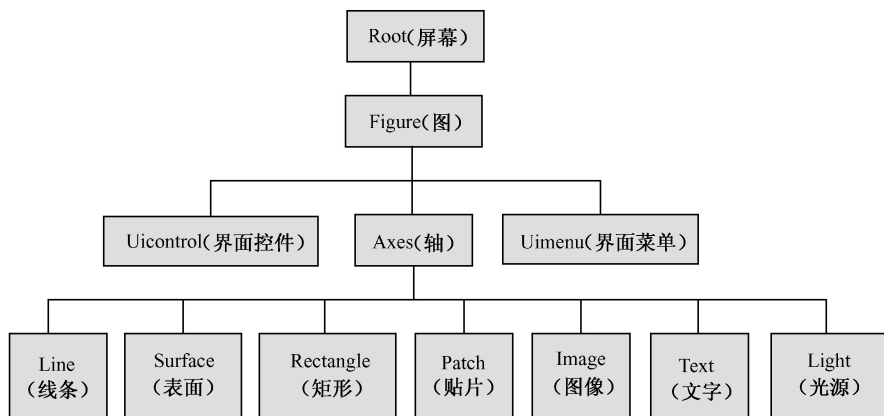 Root(屏幕)
Figure(图)
Uicontrol(界面控件)
Axes(轴)
Uimenu(界面菜单)
Line
(线条)
Surface
(表面)
Rectangle
(矩形)
Patch
(贴片)
Image
(图像)
Text
(文字)
Light
(光源)